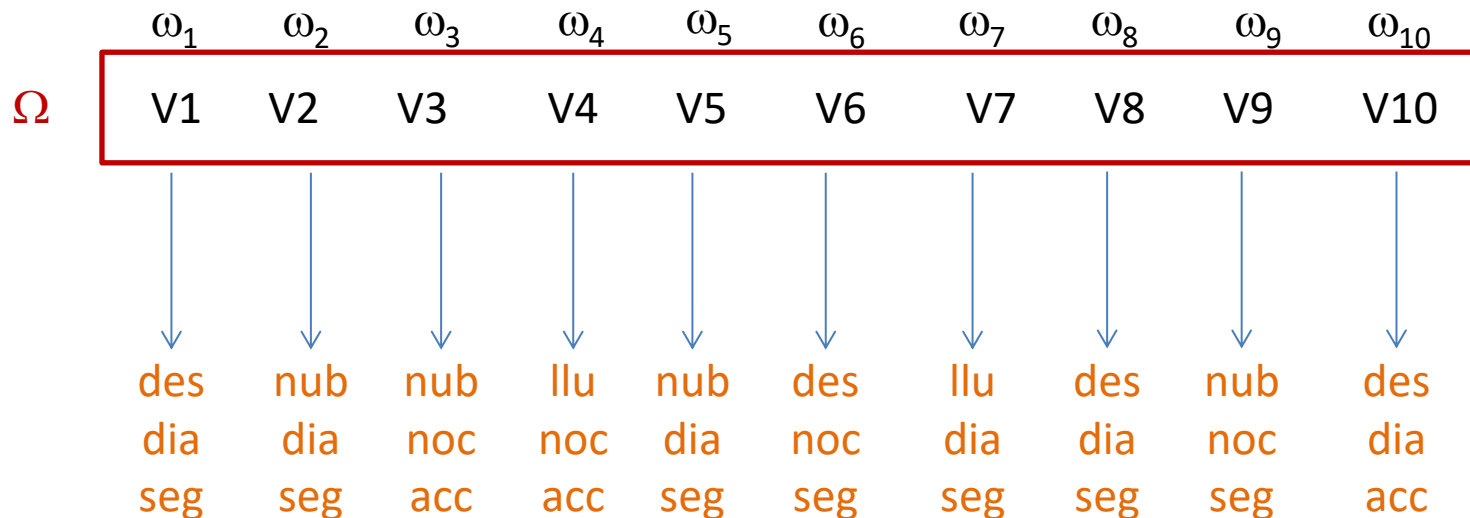 ω1 ω2 ω3 ω4 ω5 ω6 ω7 ω8 ω9 ω10
Ω V1 V2 V3 V4 V5 V6 V7 V8 V9 V10
des nub nub llu nub des llu des nub des
dia dia noc noc dia noc dia dia noc dia
seg seg acc acc seg seg seg seg seg acc